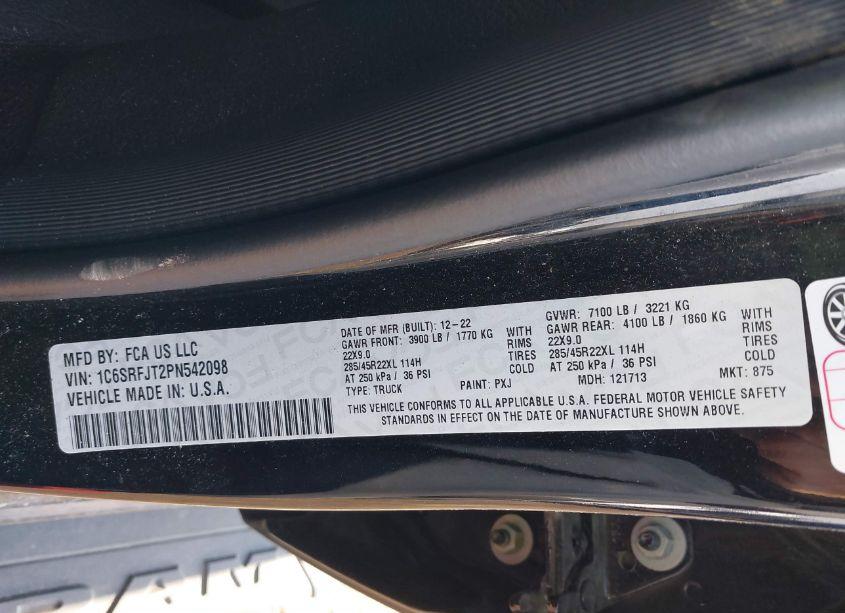 MFD BY: FCA US LLC
VIN: 1C6SRFJT2PN542098
VEHICLE MADE IN: U.S.A.
DATE OF MFR (BUILT): 12-22
GAWR FRONT: 3900 LB / 1770 KG WITH
22X9.0 RIMS
285/45R22XL 114H TIRES
AT 250 kPa / 36 PSI COLD
TYPE: TRUCK PAINT: PXJ
GVWR: 7100 LB / 3221 KG
GAWR REAR: 4100 LB / 1860 KG WITH
22X9.0 RIMS
285/45R22XL 114H TIRES
AT 250 kPa / 36 PSI COLD
MDH: 121713 MKT: 875
THIS VEHICLE CONFORMS TO ALL APPLICABLE U.S.A. FEDERAL MOTOR VEHICLE SAFETY
STANDARDS IN EFFECT ON THE DATE OF MANUFACTURE SHOWN ABOVE.
RAM